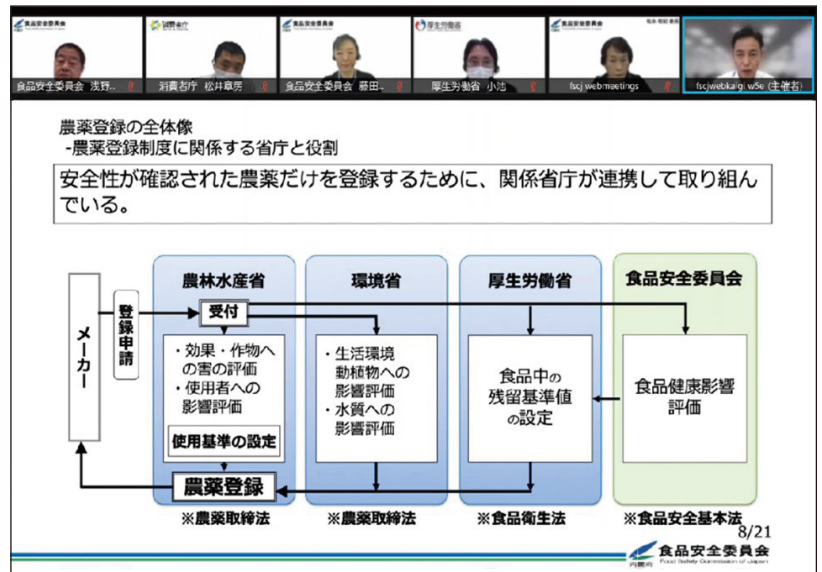 食品安全委員会
消費者庁
食品安全委員会
厚生労働省
食品安全委員会
食品安全委員会 浅野...
消費者庁 松井章房
食品安全委員会 藤田...
厚生労働省 小池
fscj webmeetings
fscjwebkaigi w5e (主催者)
農薬登録の全体像
-農薬登録制度に関係する省庁と役割
安全性が確認された農薬だけを登録するために、関係省庁が連携して取り組ん
でいる。
農林水産省
環境省
厚生労働省
食品安全委員会
メーカー
登録申請
受付
・効果・作物へ
の害の評価
・使用者への
影響評価
使用基準の設定
農薬登録
・生活環境
動植物への
影響評価
・水質への
影響評価
食品中の
残留基準値
の設定
食品健康影響
評価
※農薬取締法
※農薬取締法
※食品衛生法
※食品安全基本法
8/21
内閣府
食品安全委員会
Food Safety Commission of Japan